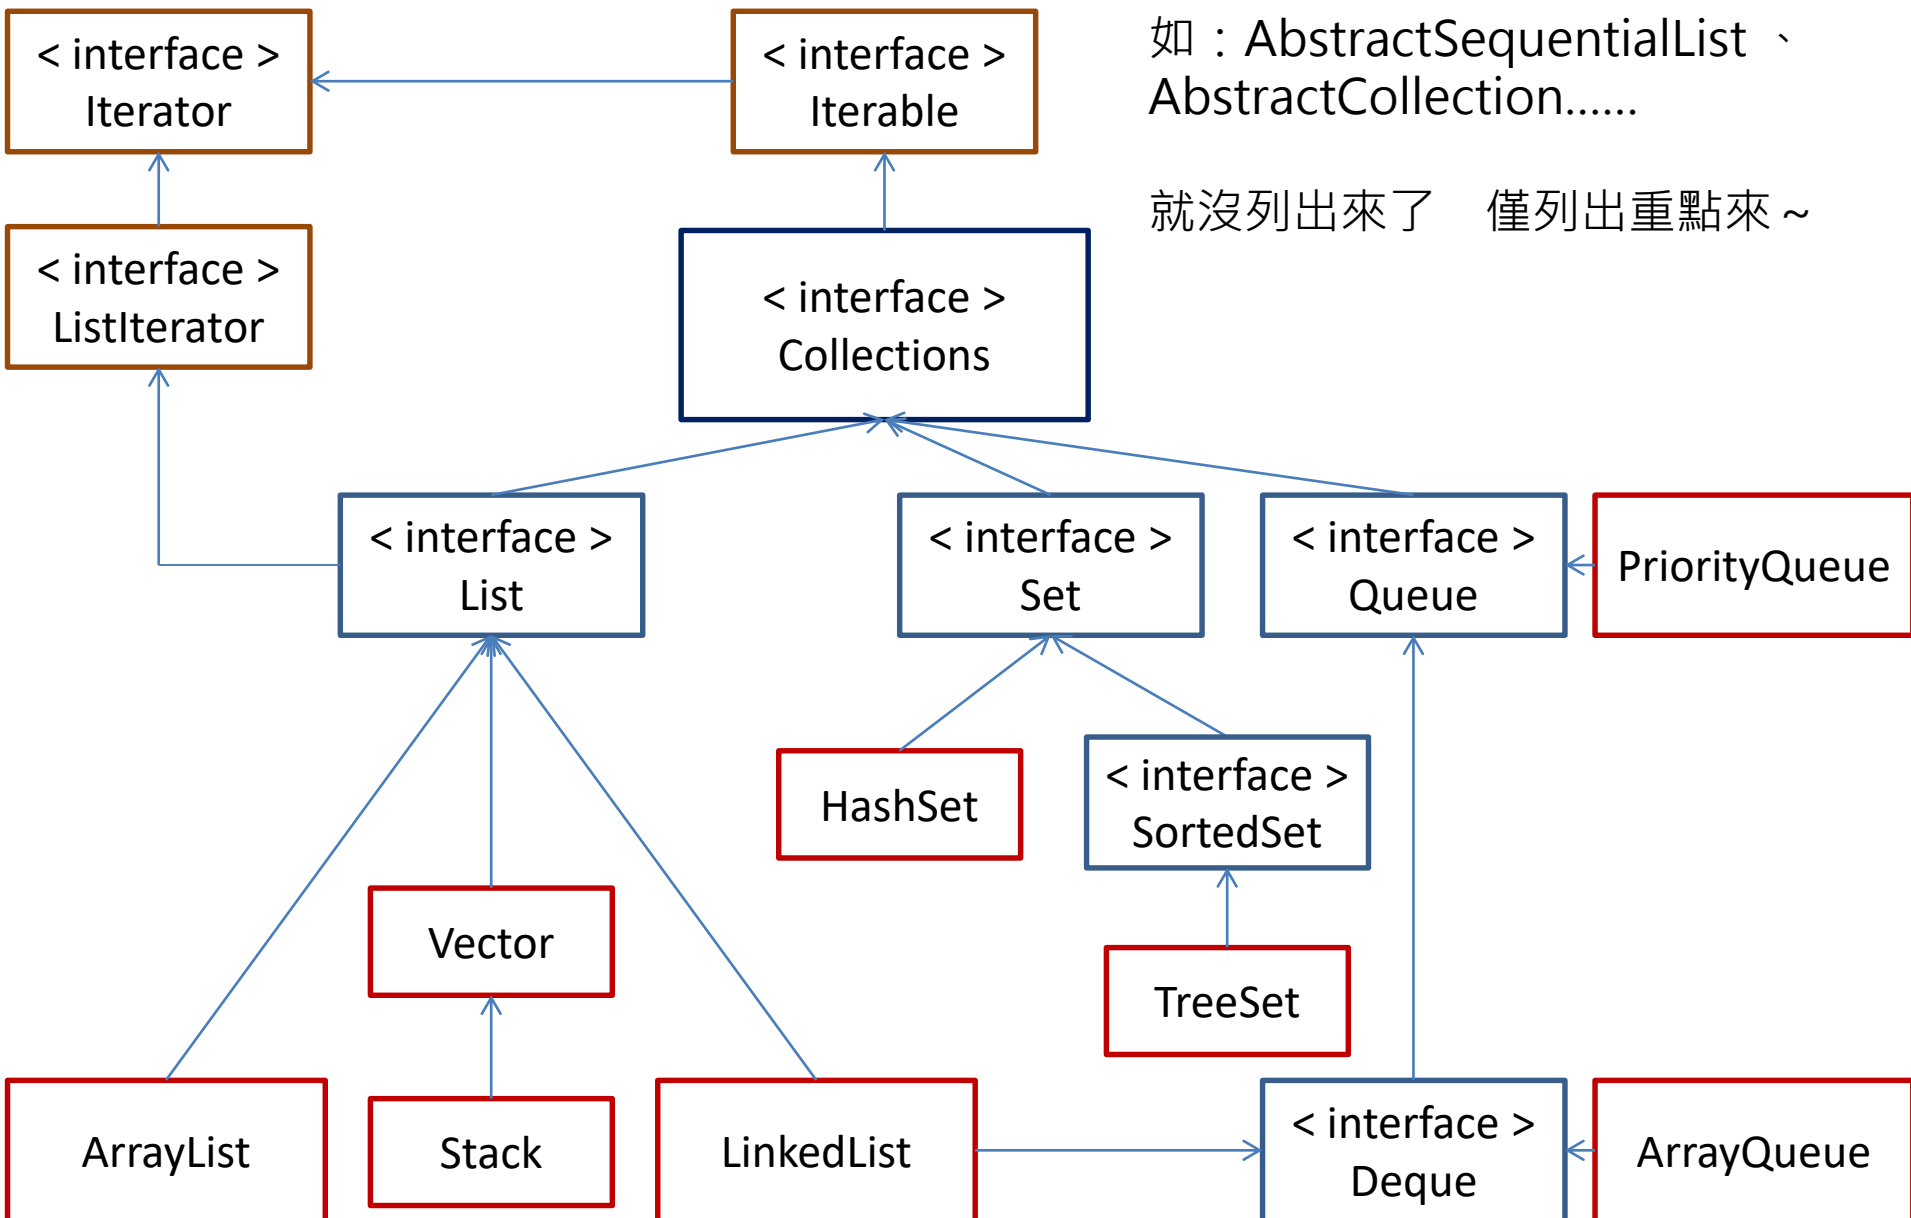 < interface >
Iterator
< interface >
Iterable
如：AbstractSequentialList 、
AbstractCollection......
就沒列出來了　僅列出重點來～
< interface >
ListIterator
< interface >
Collections
< interface >
List
< interface >
Set
< interface >
Queue
PriorityQueue
HashSet
< interface >
SortedSet
Vector
TreeSet
ArrayList
Stack
LinkedList
< interface >
Deque
ArrayQueue